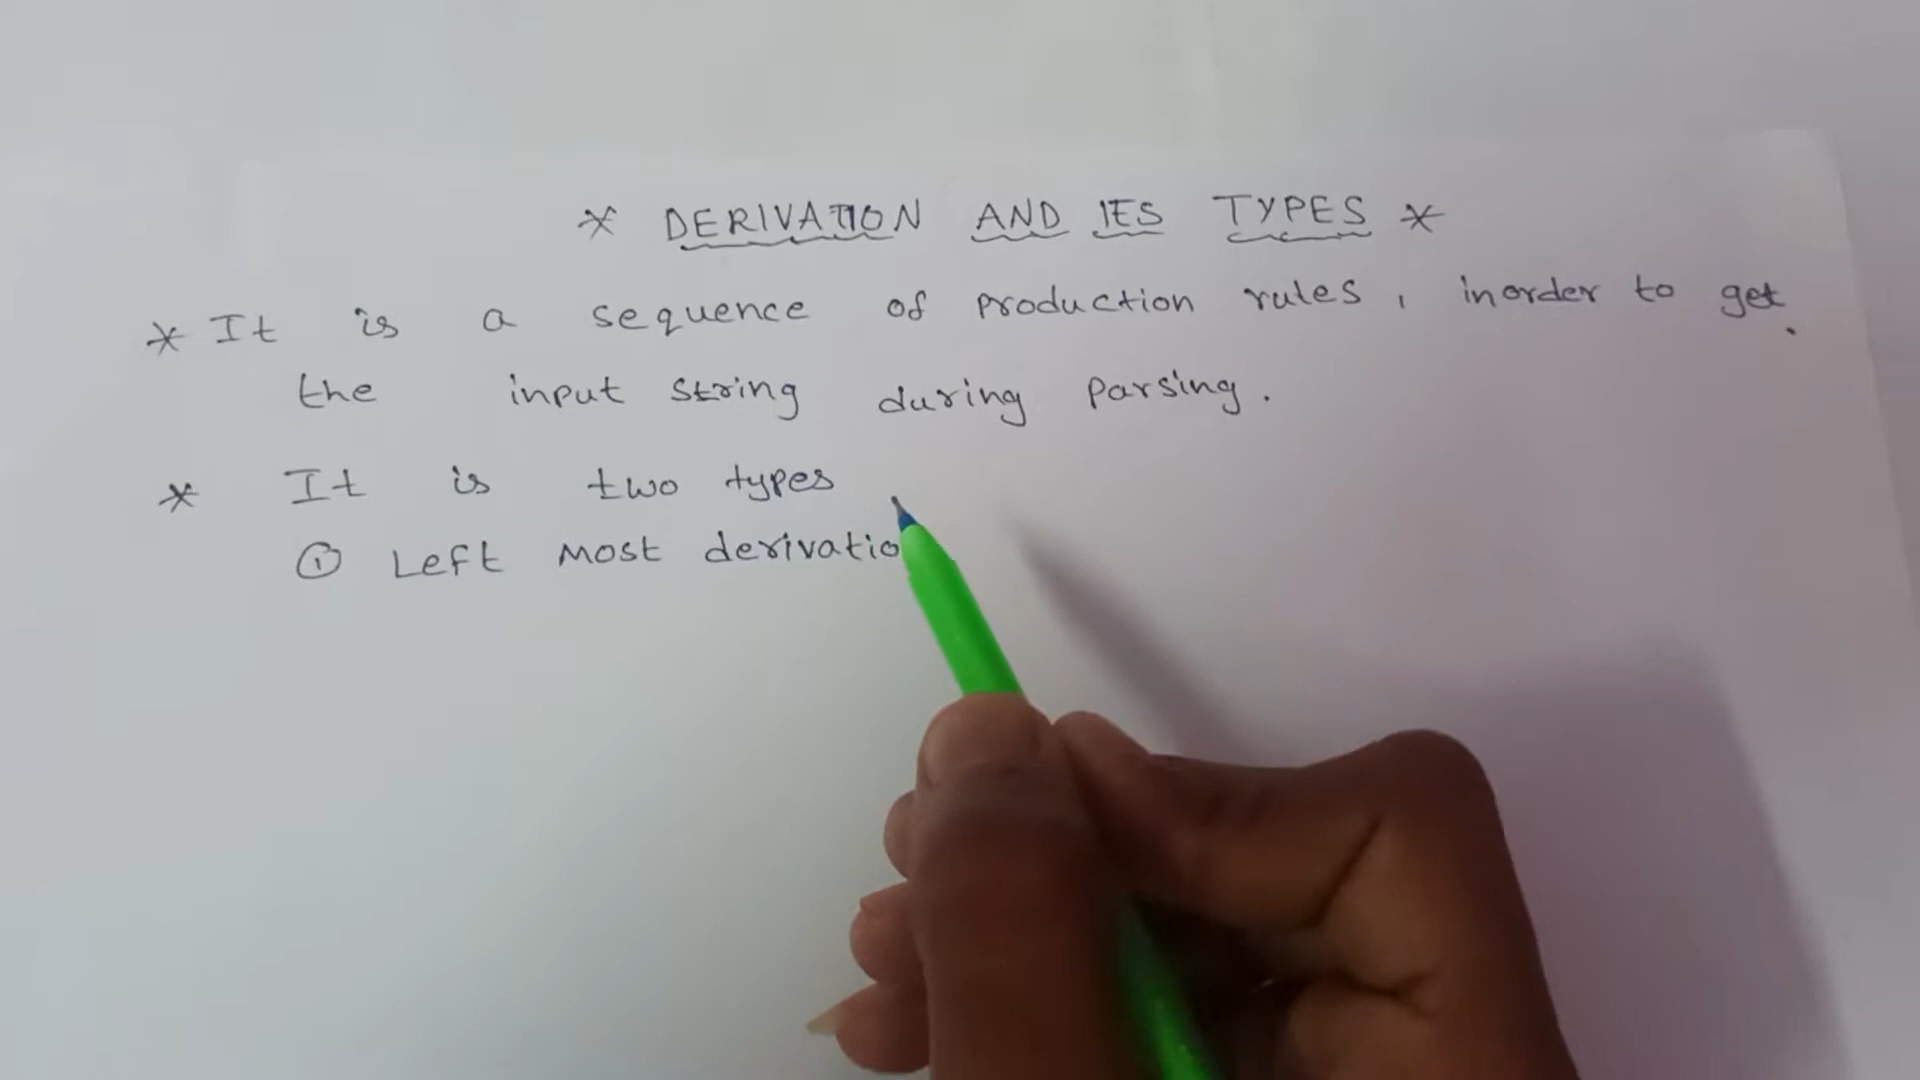 * DERIVATION AND ITS TYPES *
* It is a sequence of production rules, inorder to get
the input string during parsing.
* It is two types
① Left most derivatio